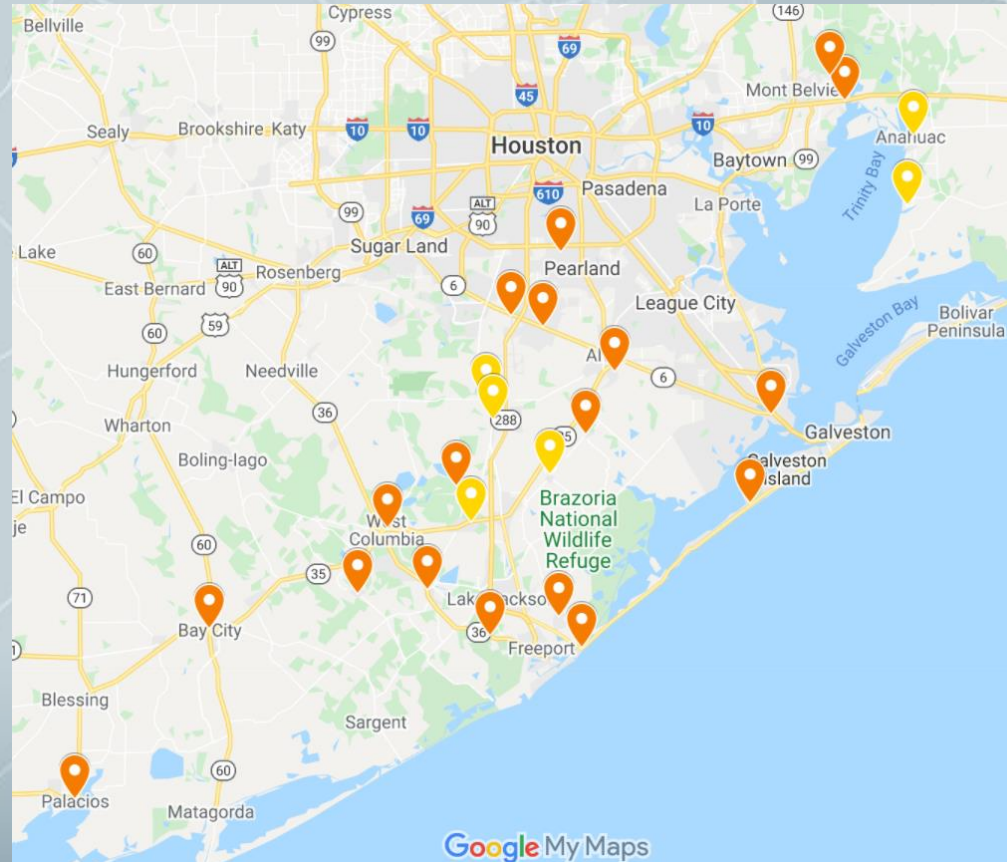 Cypress
146
Bellville
99
69
Mont Belvie
45
Sealy
Brookshire
Katy
10
10
10
Anahuac
Houston
Baytown
99
Pasadena
610
Trinity Bay
La Porte
ALT
90
99
69
Sugar Land
60
Lake
Pearland
ALT
90
Rosenberg
East Bernard
6
League City
Galveston Bay
Bolivar
Peninsula
59
60
Al
Hungerford
Needville
6
36
288
35
Wharton
Galveston
Boling-Iago
Galveston
Island
El Campo
Brazoria
National
Wildlife
Refuge
je
West
Columbia
60
35
71
Lake Jackson
Bay City
36
Freeport
Blessing
Sargent
60
Palacios
Matagorda
Google My Maps